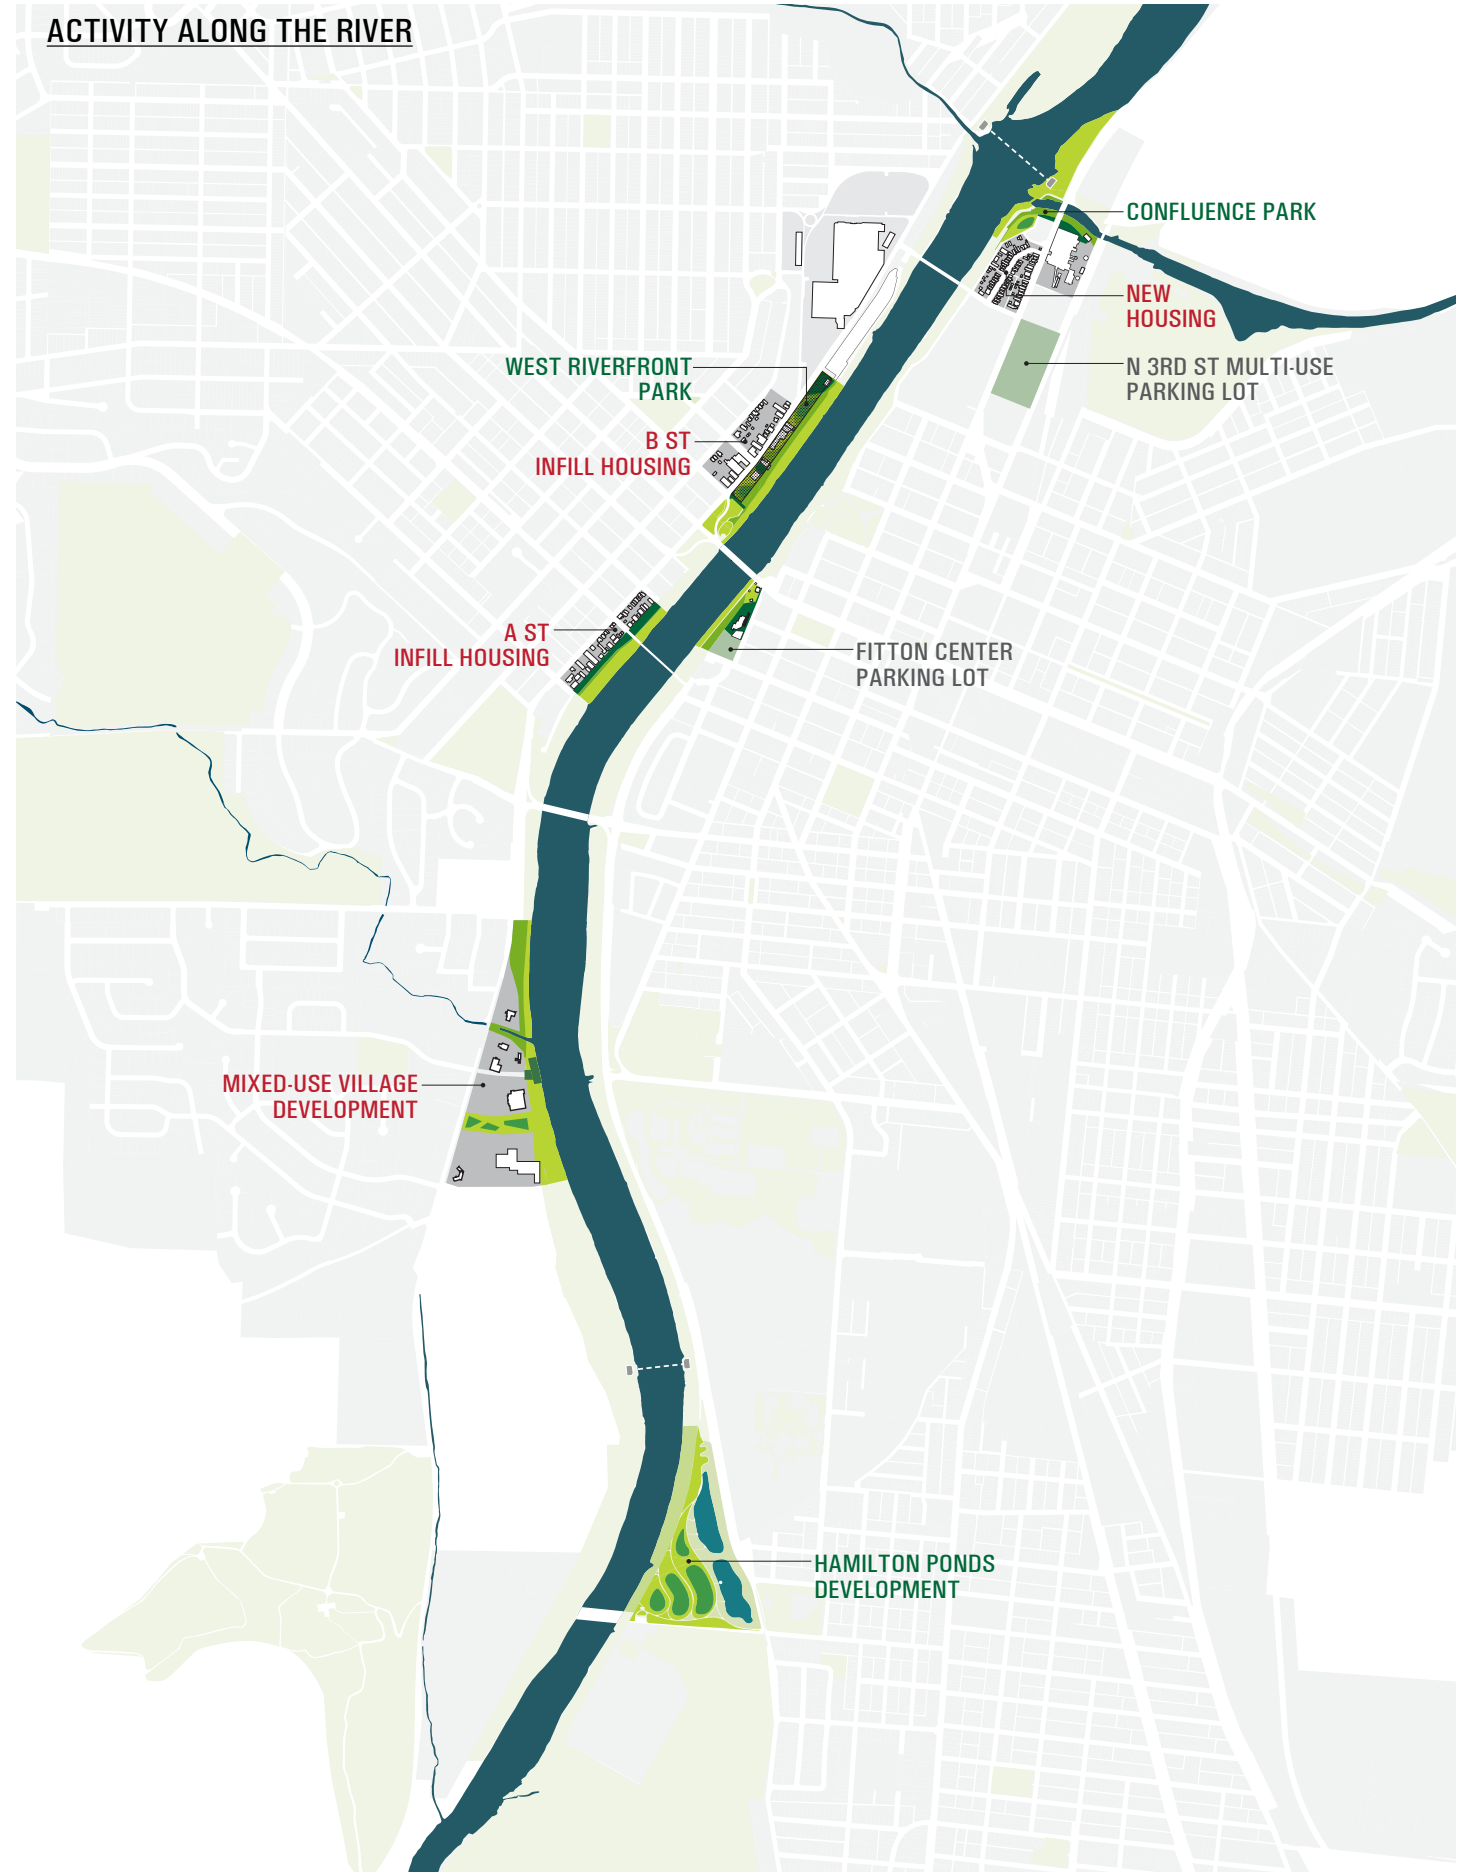 ACTIVITY ALONG THE RIVER
CONFLUENCE PARK
NEW
HOUSING
WEST RIVERFRONT
PARK
N 3RD ST MULTI-USE
PARKING LOT
B ST
INFILL HOUSING
A ST
INFILL HOUSING
FITTON CENTER
PARKING LOT
MIXED-USE VILLAGE
DEVELOPMENT
HAMILTON PONDS
DEVELOPMENT